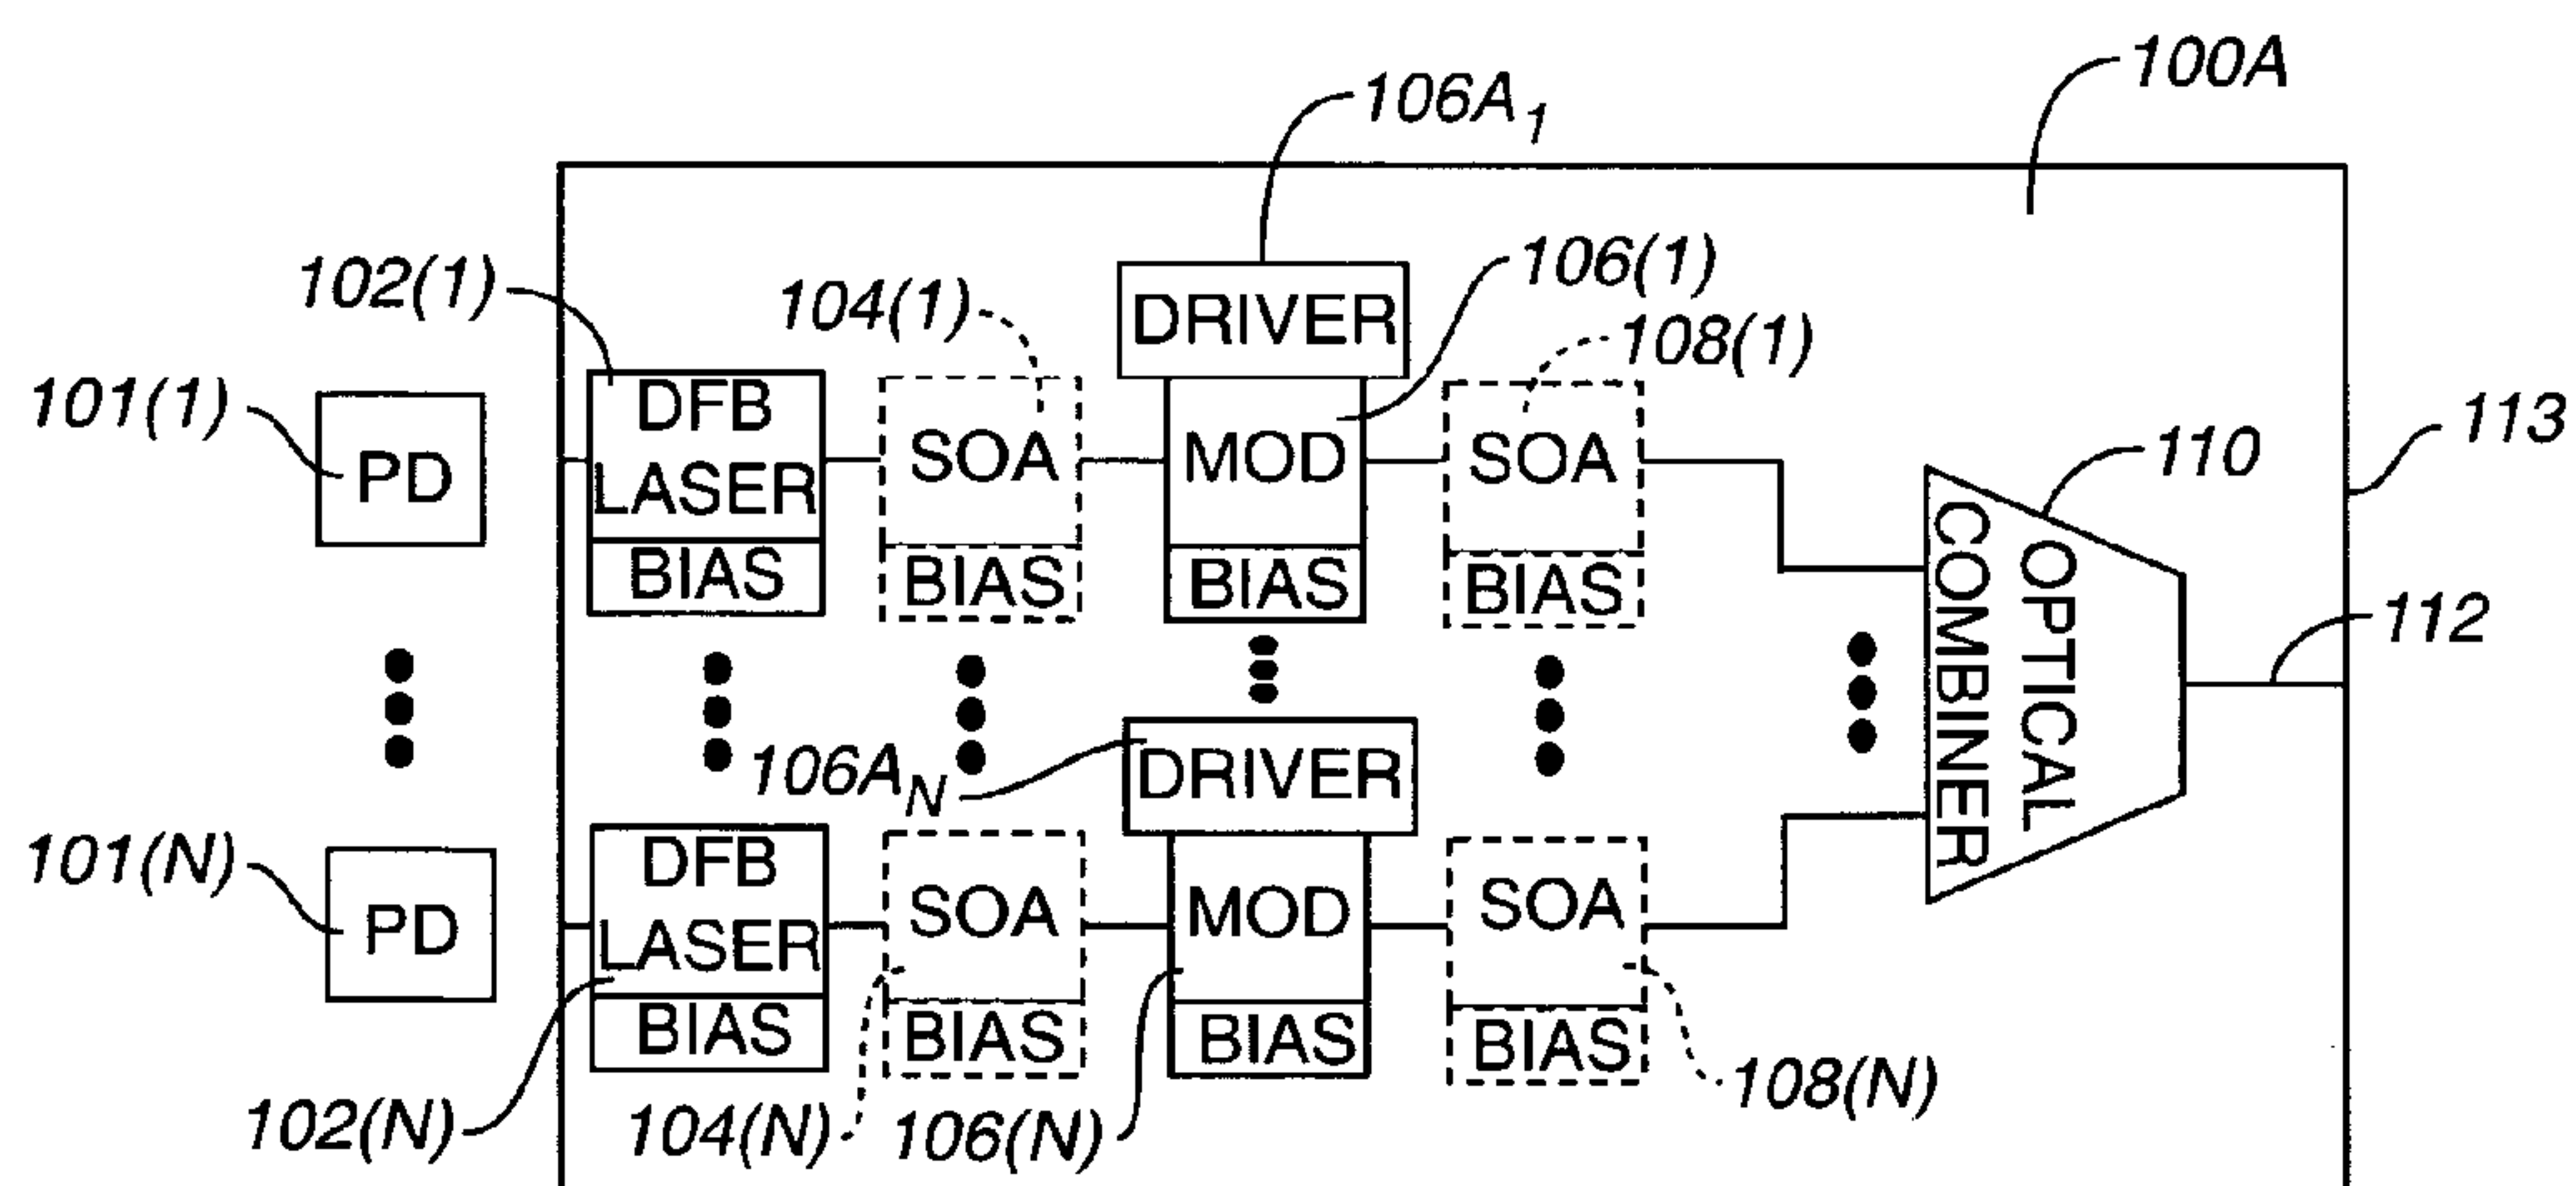 100A
106A1
102(1)
104(1)
DRIVER
106(1)
108(1)
101(1)
PD
DFB
LASER
BIAS
SOA
BIAS
MOD
BIAS
SOA
BIAS
110
113
OPTICAL
COMBINER
112
106AN
DRIVER
101(N)
PD
DFB
LASER
BIAS
SOA
BIAS
MOD
BIAS
SOA
BIAS
102(N)
104(N)
106(N)
108(N)